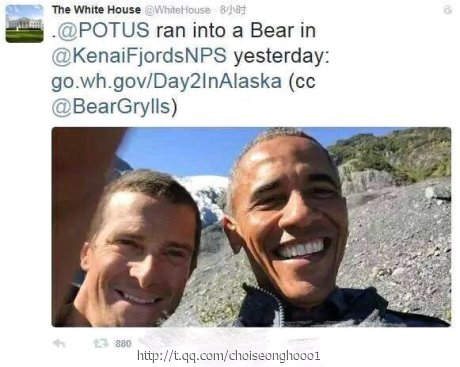 The White House @WhiteHouse · 8小时
.@POTUS ran into a Bear in
@KenaiFjordsNPS yesterday:
go.wh.gov/Day2InAlaska (cc
@BearGrylls)
880
http://t.qq.com/choiseonghooo1